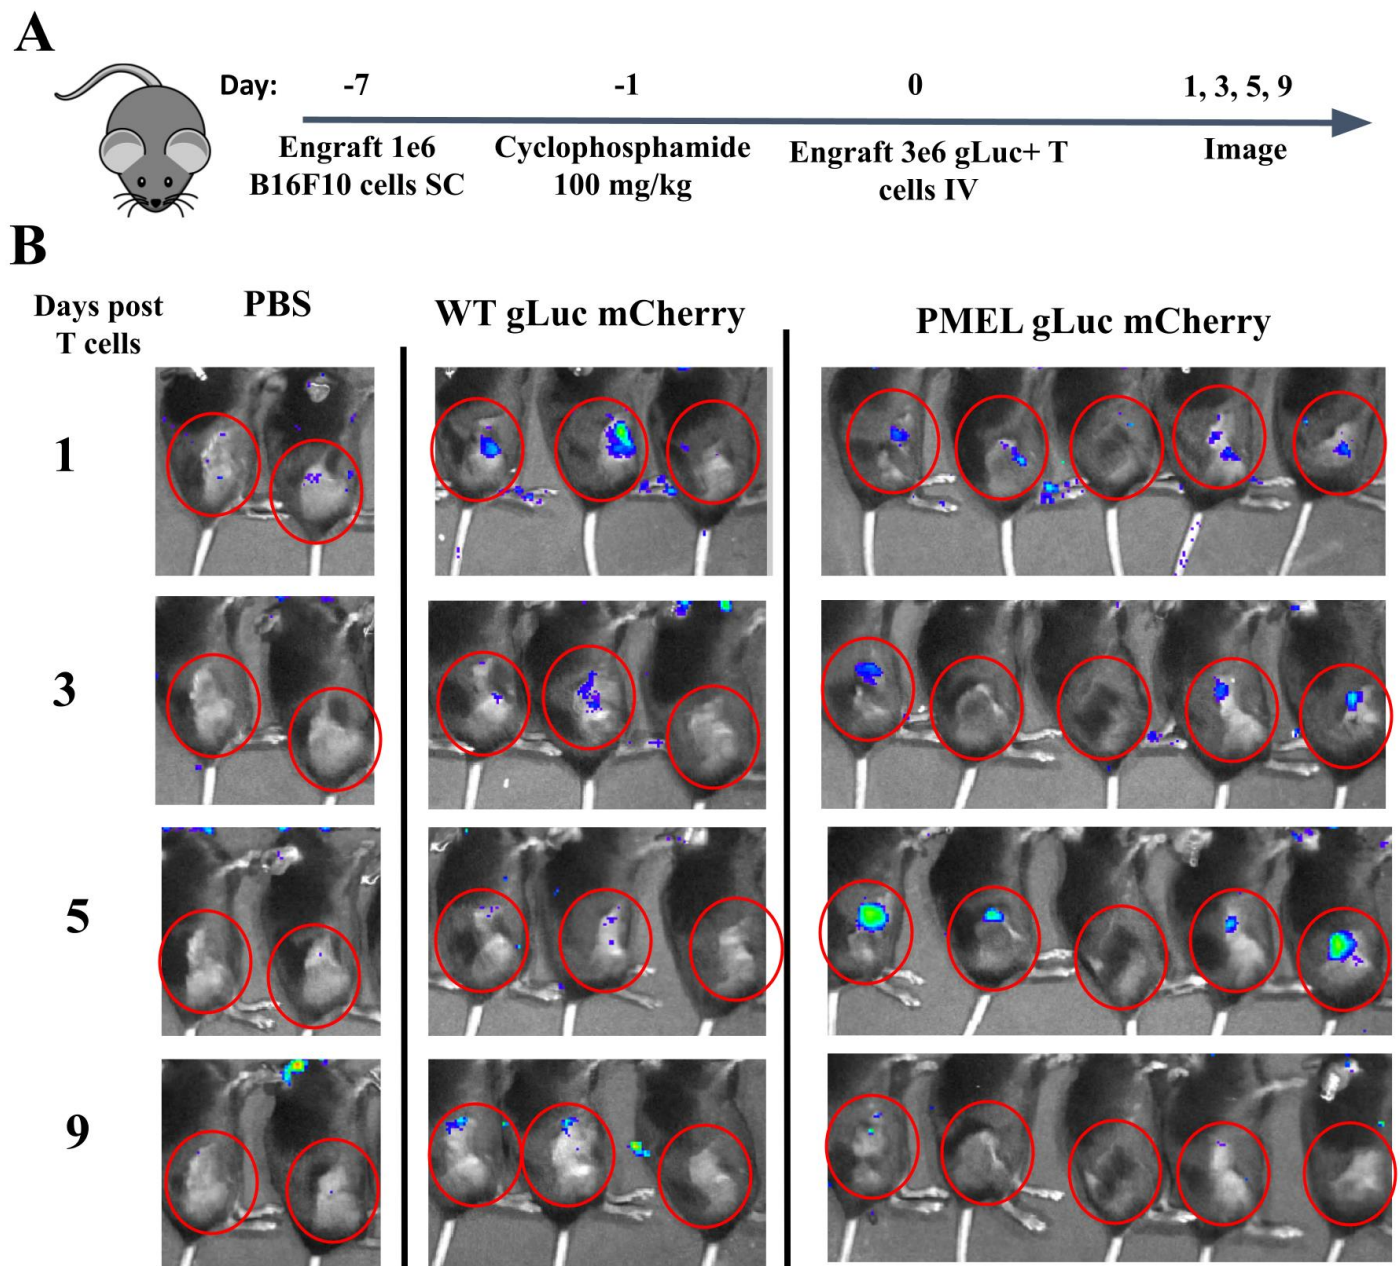 A
Day: -7 -1 0 1, 3, 5, 9
Engraft 1e6
B16F10 cells SC
Cyclophosphamide
100 mg/kg
Engraft 3e6 gLuc+ T
cells IV
Image
B
Days post
T cells
PBS
WT gLuc mCherry
PMEL gLuc mCherry
1
3
5
9